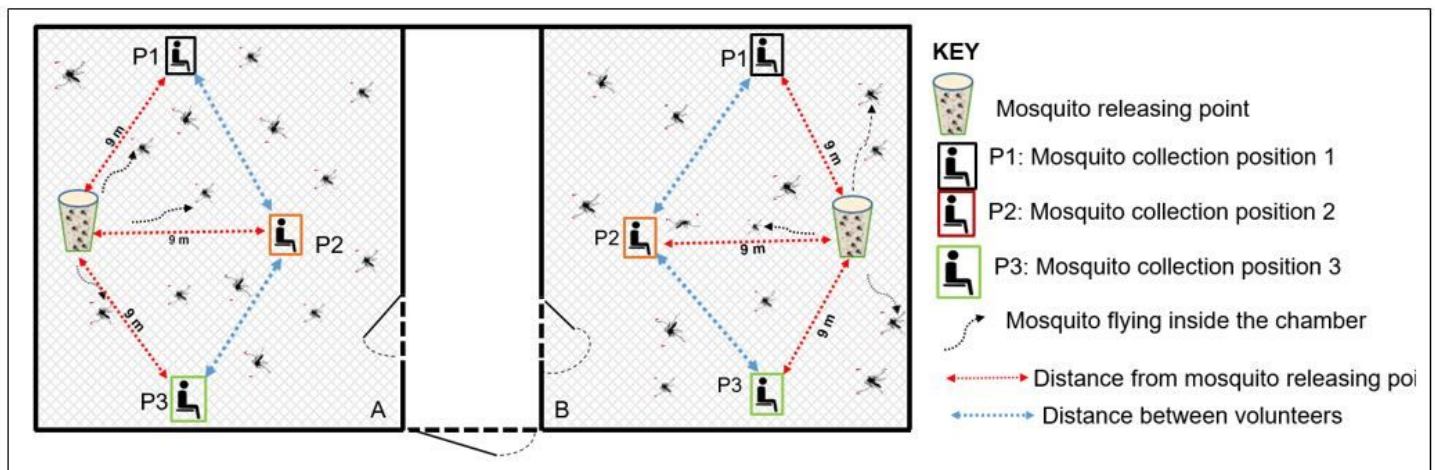 P1
9 m
9 m
P2
9 m
P3
A
P1
9 m
P2
9 m
9 m
P3
B
KEY
Mosquito releasing point
P1: Mosquito collection position 1
P2: Mosquito collection position 2
P3: Mosquito collection position 3
Mosquito flying inside the chamber
Distance from mosquito releasing poi
Distance between volunteers